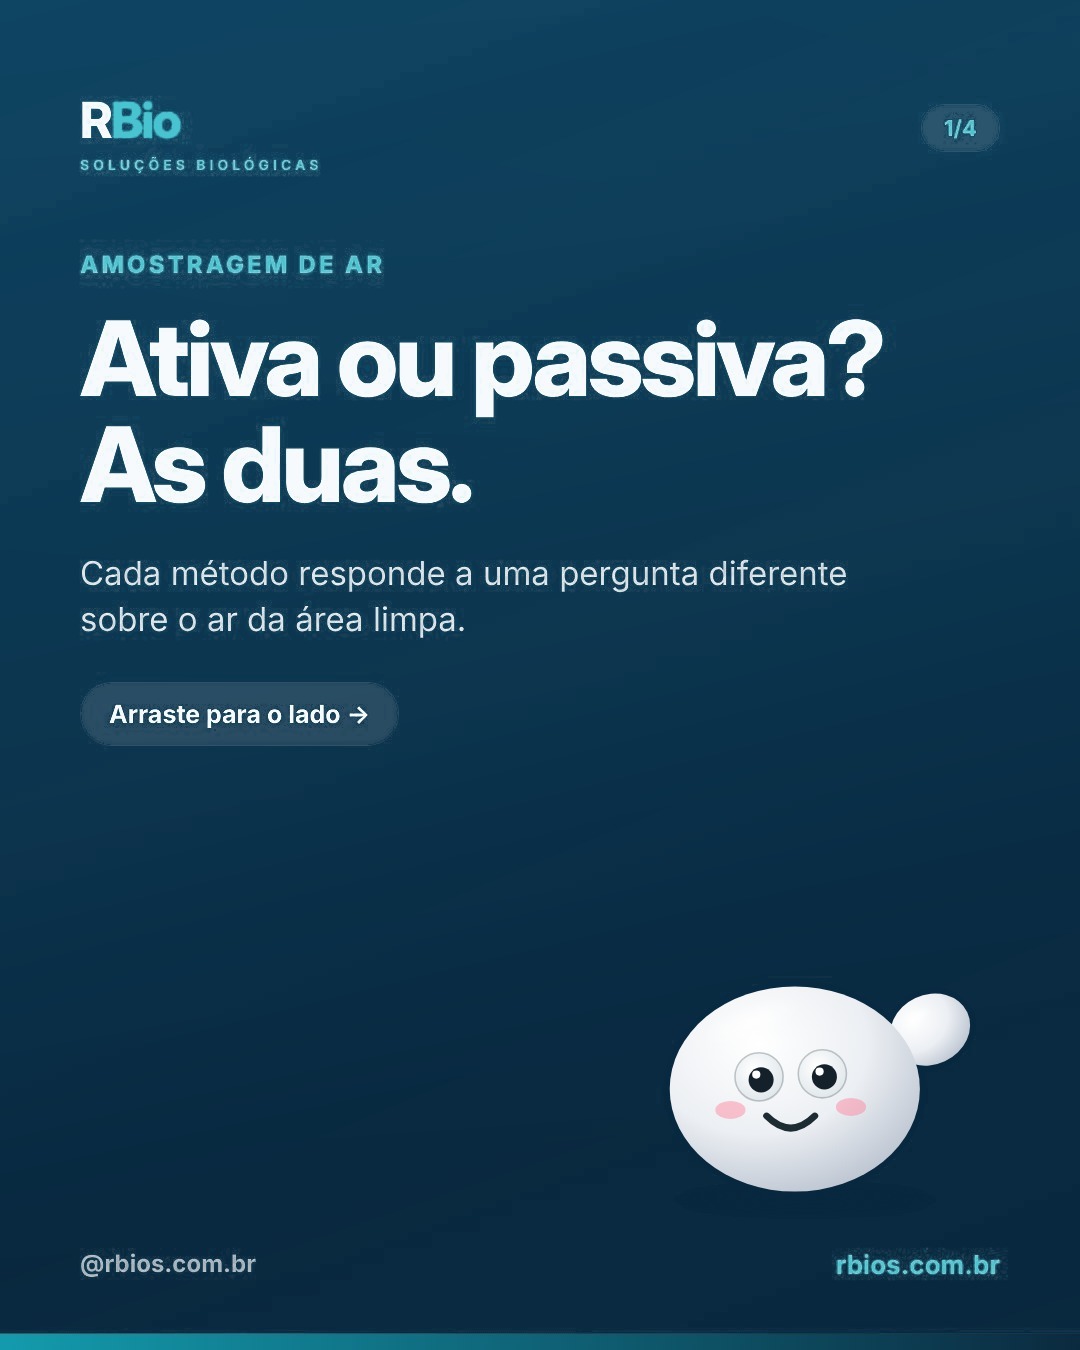 RBio
SOLUÇÕES BIOLÓGICAS
1/4
AMOSTRAGEM DE AR
Ativa ou passiva?
As duas.
Cada método responde a uma pergunta diferente
sobre o ar da área limpa.
Arraste para o lado →
@rbios.com.br
rbios.com.br